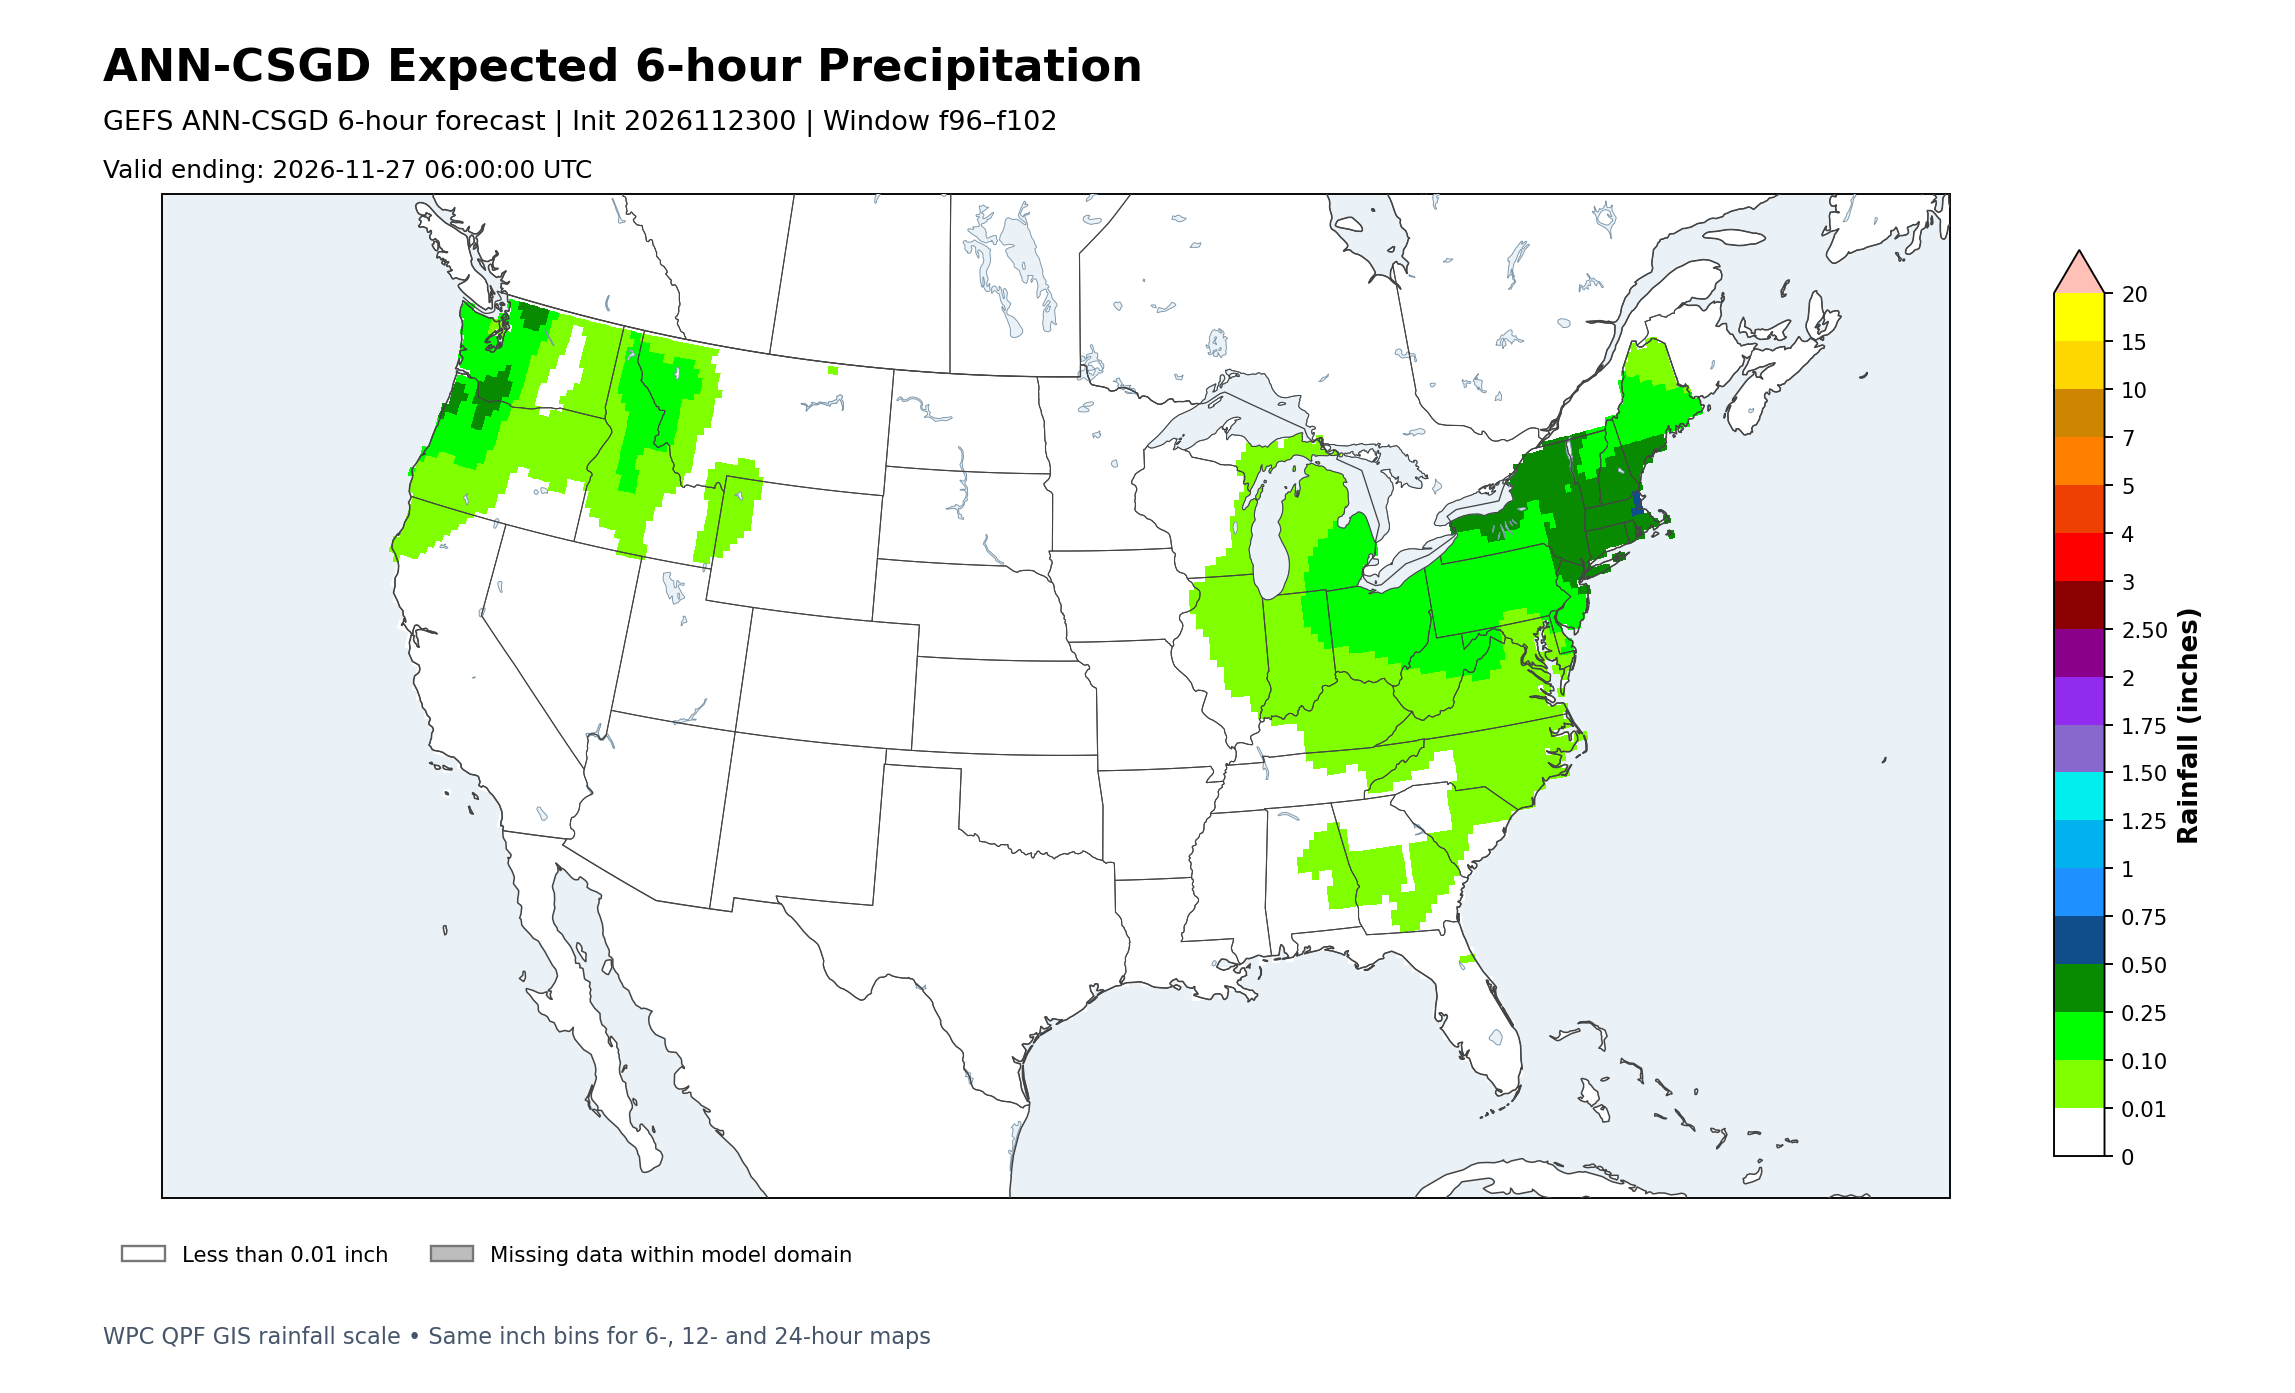 ANN-CSGD Expected 6-hour Precipitation
GEFS ANN-CSGD 6-hour forecast | Init 2026112300 | Window f96–f102
Valid ending: 2026-11-27 06:00:00 UTC
20
15
10
7
5
4
3
2.50
2
1.75
1.50
1.25
1
0.75
0.50
0.25
0.10
0.01
0
Rainfall (inches)
Less than 0.01 inch
Missing data within model domain
WPC QPF GIS rainfall scale • Same inch bins for 6-, 12- and 24-hour maps